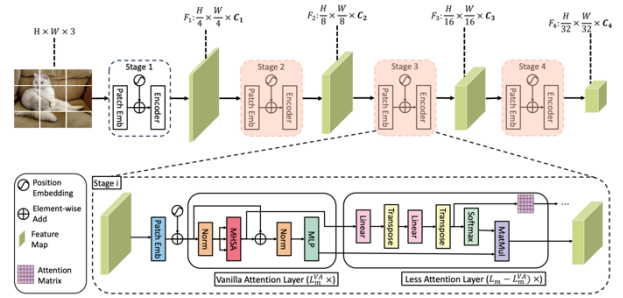 H × W × 3
F₁: H/4 × W/4 × C₁
F₂: H/8 × W/8 × C₂
F₃: H/16 × W/16 × C₃
F₄: H/32 × W/32 × C₄
Stage 1
Patch Emb
Encoder
Stage 2
Patch Emb
Encoder
Stage 3
Patch Emb
Encoder
Stage 4
Patch Emb
Encoder
Position
Embedding
Element-wise
Add
Feature
Map
Attention
Matrix
Stage i
Patch Emb
Norm
MHSA
Norm
MLP
Linear
Transpose
Linear
Transpose
Softmax
MatMul
...
Vanilla Attention Layer (L_m^VA ×)
Less Attention Layer (L_m − L_m^VA) ×)